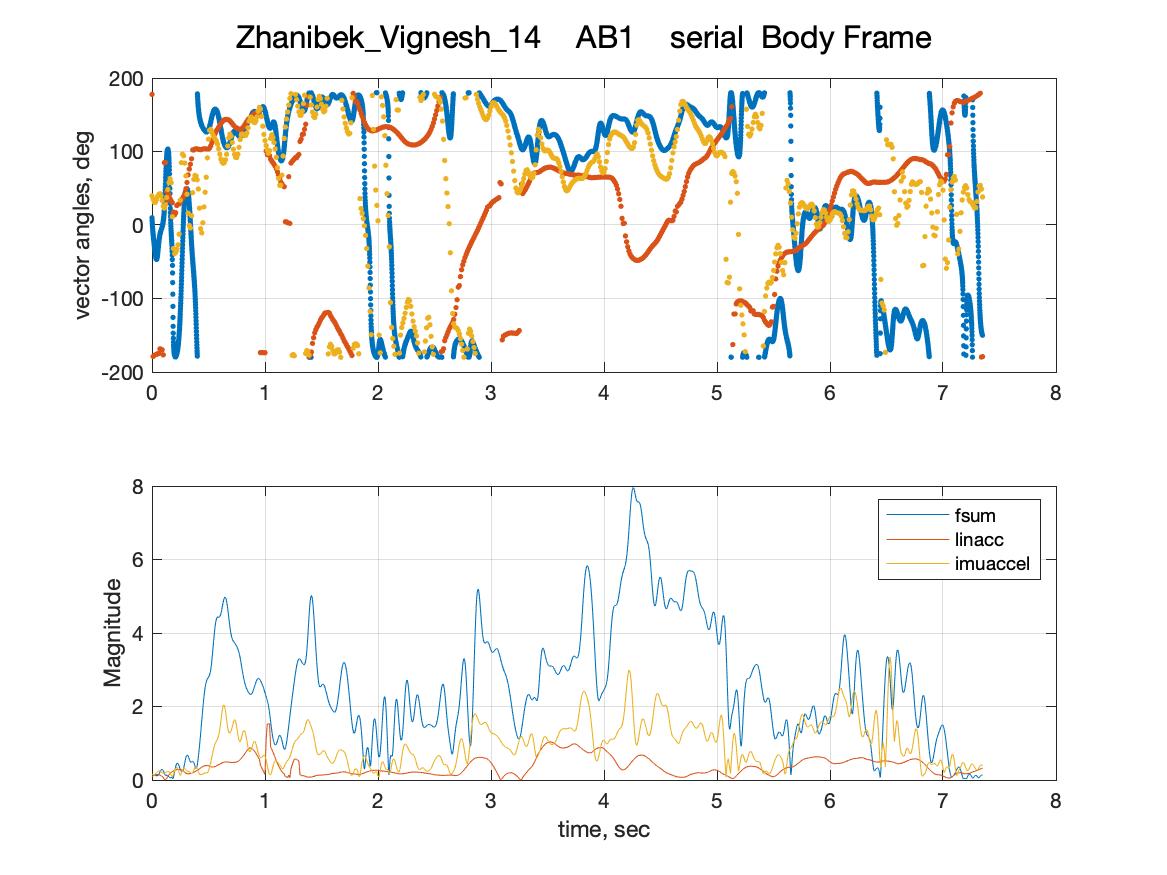 Zhanibek_Vignesh_14 AB1 serial Body Frame
200
100
0
-100
-200
vector angles, deg
0 1 2 3 4 5 6 7 8
8
6
4
2
0
Magnitude
fsum
linacc
imuaccel
0 1 2 3 4 5 6 7 8
time, sec